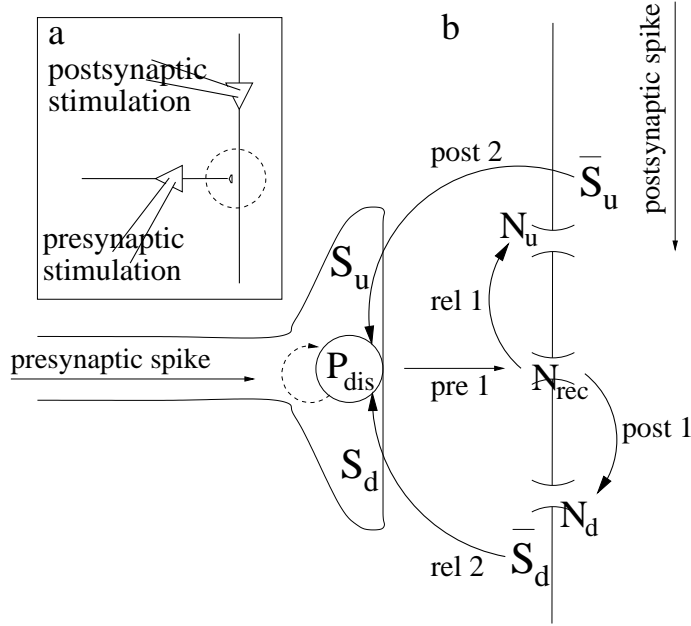 a
postsynaptic
stimulation
presynaptic
stimulation
b
postsynaptic spike
post 2
S̅u
Nu
Su
rel 1
presynaptic spike
Pdis
pre 1
Nrec
post 1
Sd
Nd
rel 2
S̅d